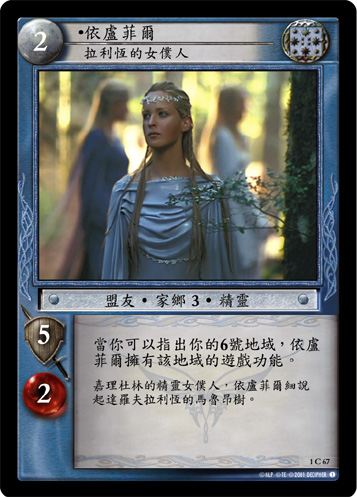 2
•依盧菲爾
拉利恆的女僕人
盟友 • 家鄉 3 • 精靈
5
當你可以指出你的6號地域，依盧
菲爾擁有該地域的遊戲功能。
2
嘉理杜林的精靈女僕人，依盧菲爾細說
起達羅夫拉利恆的馬魯昂樹。
1 C 67
©NLP ™TE ©2001 DECIPHER